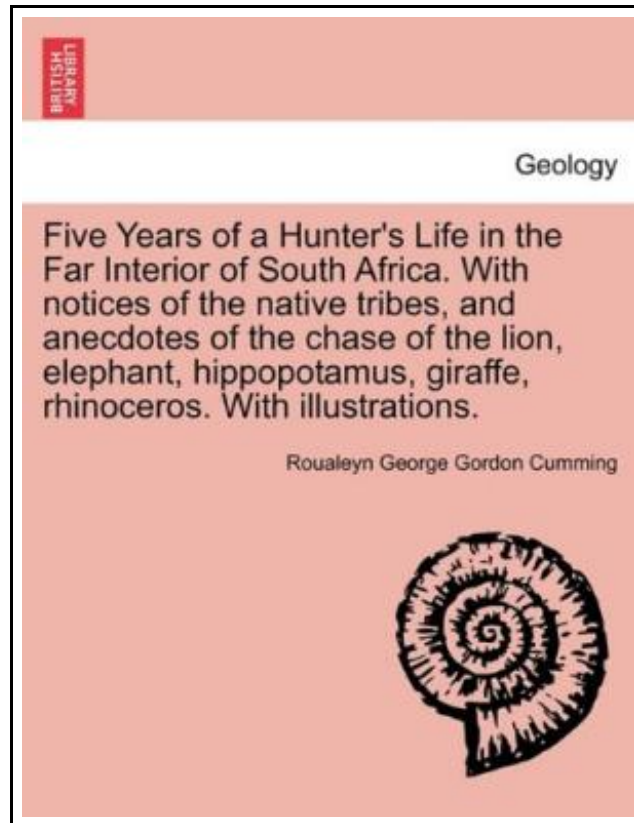 BRITISH
LIBRARY
Geology
Five Years of a Hunter's Life in the
Far Interior of South Africa. With
notices of the native tribes, and
anecdotes of the chase of the lion,
elephant, hippopotamus, giraffe,
rhinoceros. With illustrations.
Roualeyn George Gordon Cumming